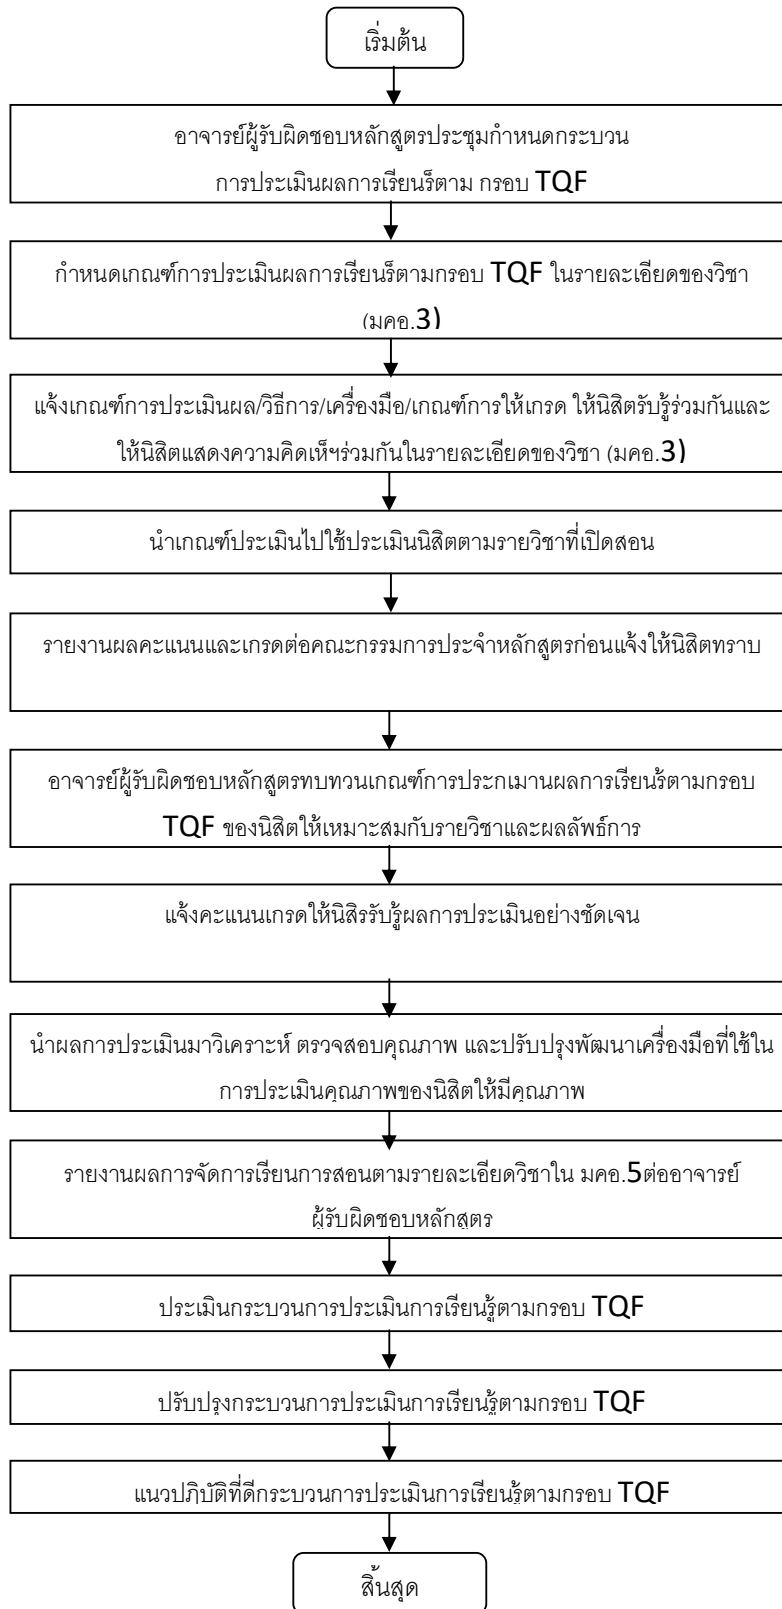 เริ่มต้น
อาจารย์ผู้รับผิดชอบหลักสูตรประชุมกำหนดกระบวน
การประเมินผลการเรียนร็ตาม กรอบ TQF
กำหนดเกณฑ์การประเมินผลการเรียนร็ตามกรอบ TQF ในรายละเอียดของวิชา
(มคอ.3)
แจ้งเกณฑ์การประเมินผล/วิธีการ/เครื่องมือ/เกณฑ์การให้เกรด ให้นิสิตรับรู้ร่วมกันและ
ให้นิสิตแสดงความคิดเห็ฯร่วมกันในรายละเอียดของวิชา (มคอ.3)
นำเกณฑ์ประเมินไปใช้ประเมินนิสิตตามรายวิชาที่เปิดสอน
รายงานผลคะแนนและเกรดต่อคณะกรรมการประจำหลักสูตรก่อนแจ้งให้นิสิตทราบ
อาจารย์ผู้รับผิดชอบหลักสูตรทบทวนเกณฑ์การประกเมานผลการเรียนร้ตามกรอบ
TQF ของนิสิตให้เหมาะสมกับรายวิชาและผลลัพธ์การ
แจ้งคะแนนเกรดให้นิสิรรับรู้ผลการประเมินอย่างชัดเจน
นำผลการประเมินมาวิเคราะห์ ตรวจสอบคุณภาพ และปรับปรุงพัฒนาเครื่องมือที่ใช้ใน
การประเมินคุณภาพของนิสิตให้มีคุณภาพ
รายงานผลการจัดการเรียนการสอนตามรายละเอียดวิชาใน มคอ.5ต่ออาจารย์
ผู้รับผิดชอบหลักสูตร
ประเมินกระบวนการประเมินการเรียนรู้ตามกรอบ TQF
ปรับปรุงกระบวนการประเมินการเรียนรู้ตามกรอบ TQF
แนวปฏิบัติที่ดีกระบวนการประเมินการเรียนรู้ตามกรอบ TQF
สิ้นสุด